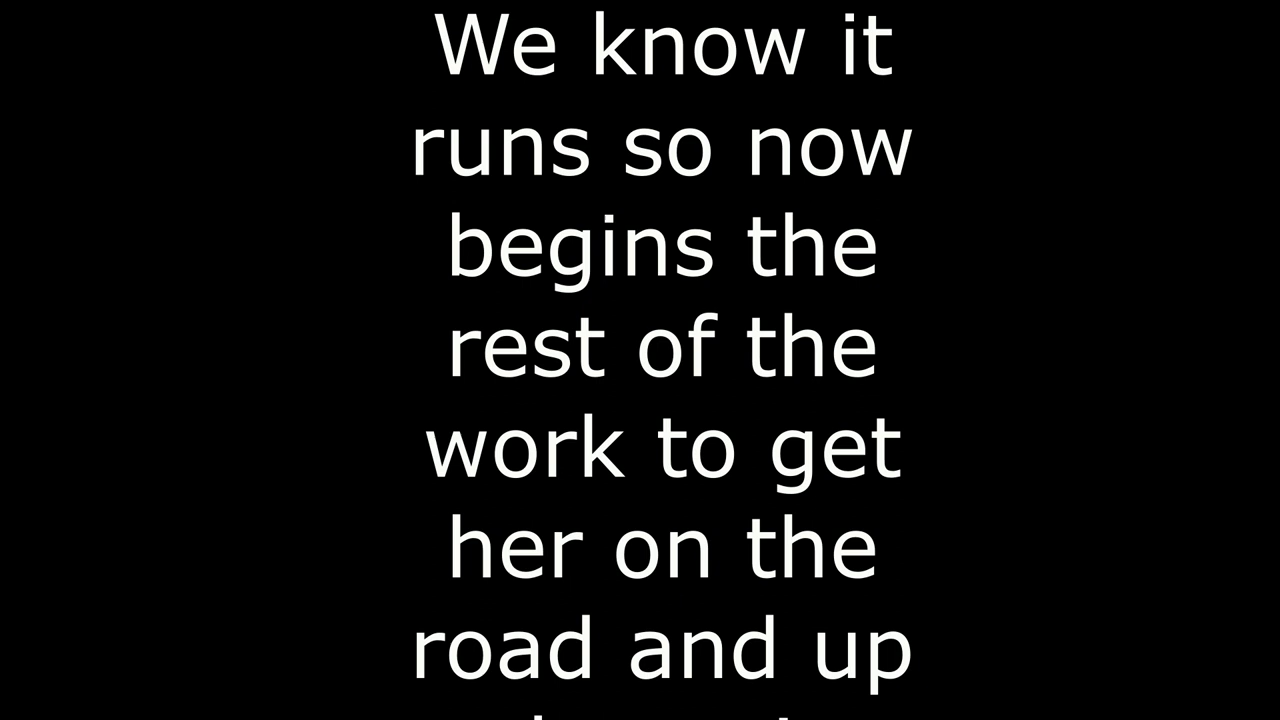 We know it
runs so now
begins the
rest of the
work to get
her on the
road and up